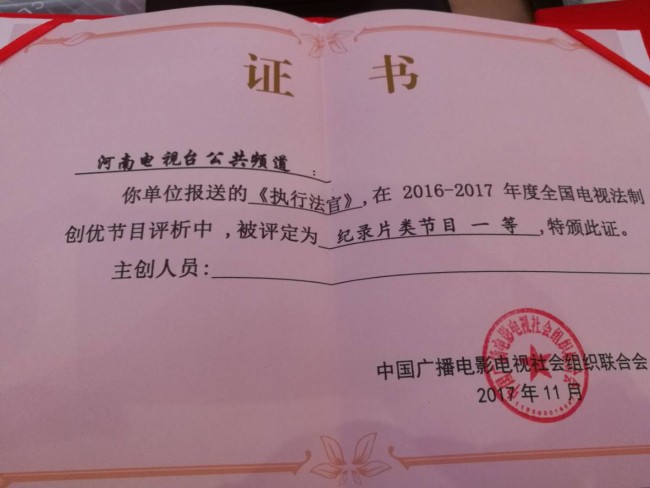 证书
河南电视台公共频道：
你单位报送的《执行法官》,在 2016-2017 年度全国电视法制
创优节目评析中,被评定为 纪录片类节目 一 等 ,特颁此证。
主创人员:
中国广播电影电视社会组织联合会
2017 年 11 月